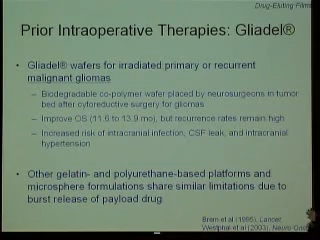 Drug-Eluting Films
Prior Intraoperative Therapies: Gliadel®
• Gliadel® wafers for irradiated primary or recurrent
malignant gliomas
– Biodegradable co-polymer wafer placed by neurosurgeons in tumor
bed after cytoreductive surgery for gliomas
– Improve OS (11.6 to 13.9 mo), but recurrence rates remain high
– Increased risk of intracranial infection, CSF leak, and intracranial
hypertension
• Other gelatin- and polyurethane-based platforms and
microsphere formulations share similar limitations due to
burst release of payload drug.
Brem et al (1995), Lancet
Westphal et al (2003), Neuro Onc